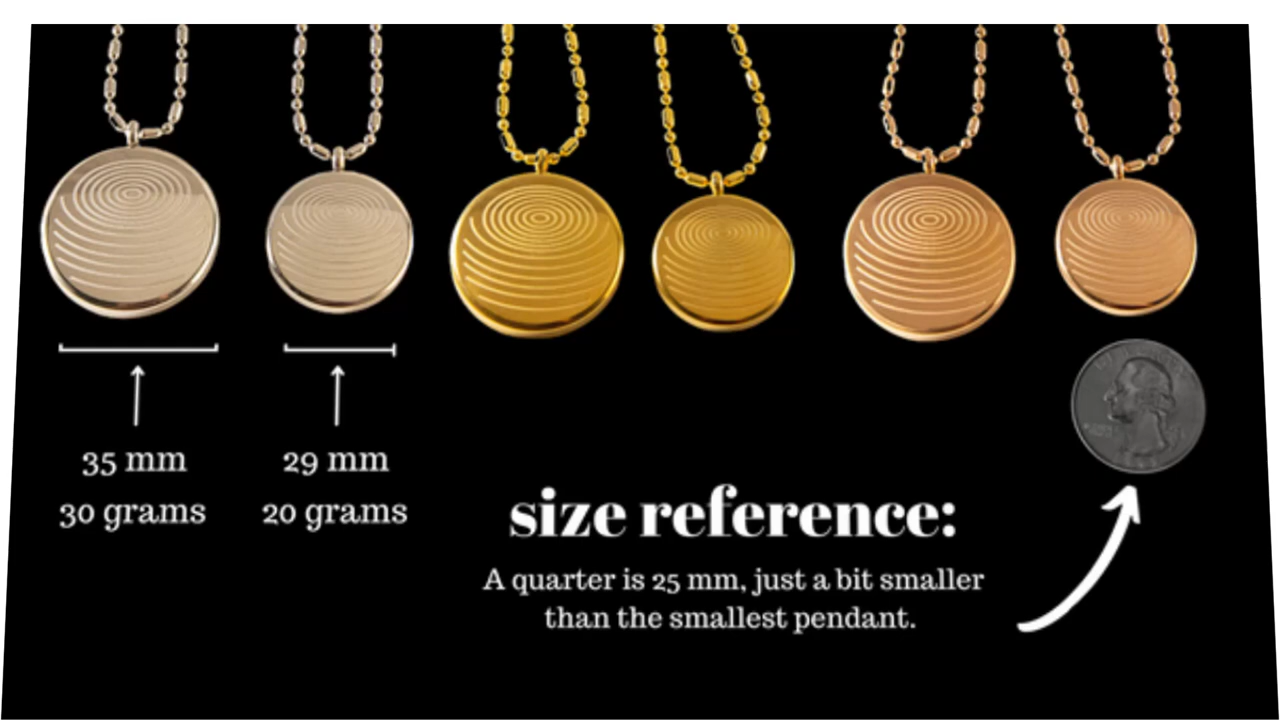 35 mm
30 grams
29 mm
20 grams
size reference:
A quarter is 25 mm, just a bit smaller
than the smallest pendant.